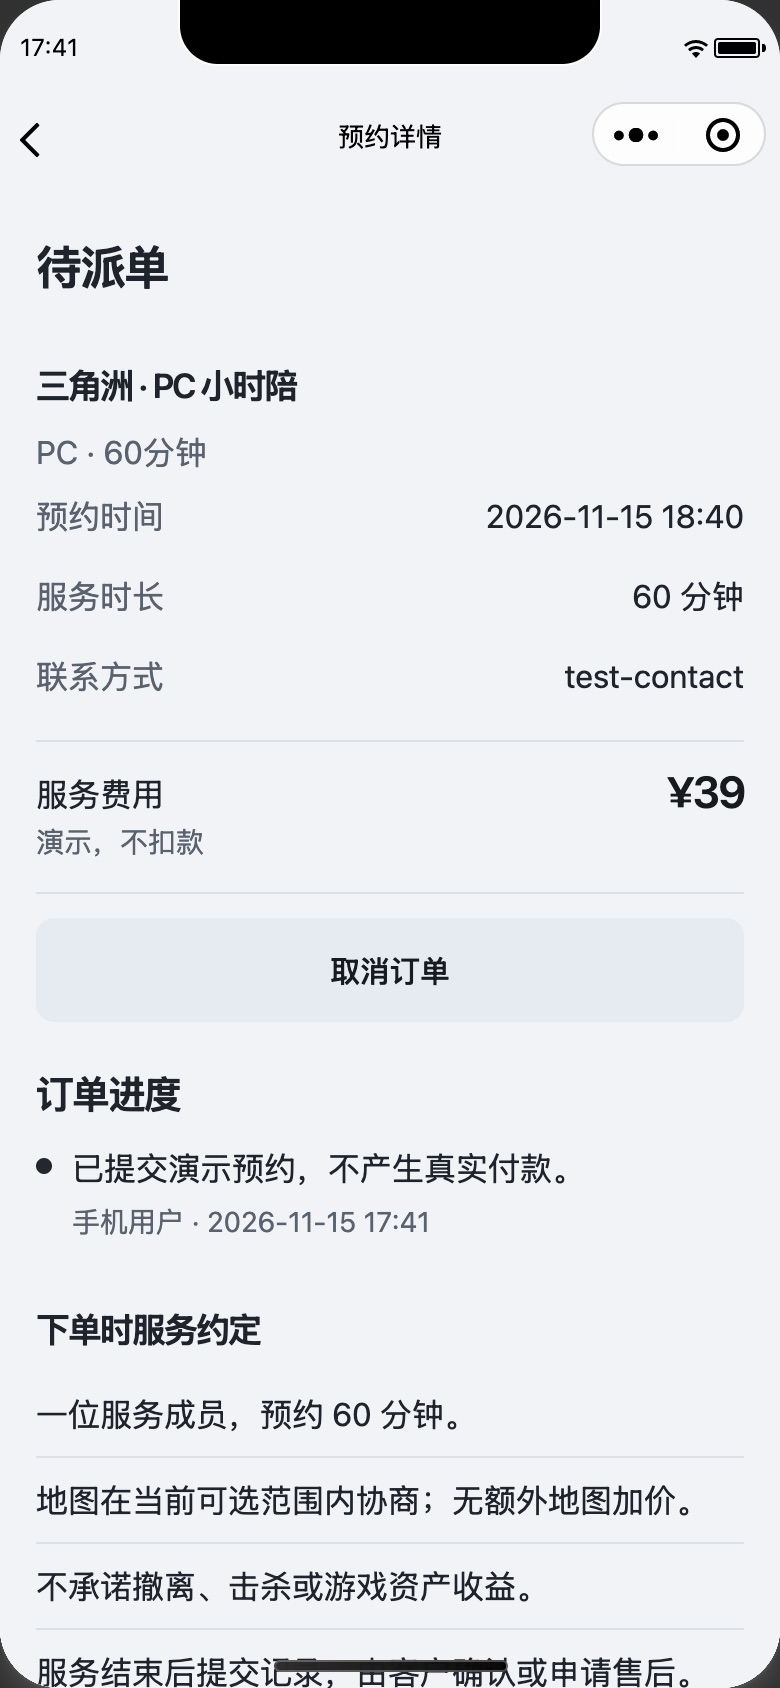 17:41
预约详情
待派单
三角洲 · PC 小时陪
PC · 60分钟
预约时间 2026-11-15 18:40
服务时长 60 分钟
联系方式 test-contact
服务费用 ¥39
演示，不扣款
取消订单
订单进度
已提交演示预约，不产生真实付款。
手机用户 · 2026-11-15 17:41
下单时服务约定
一位服务成员，预约 60 分钟。
地图在当前可选范围内协商；无额外地图加价。
不承诺撤离、击杀或游戏资产收益。
服务结束后提交记录，由客户确认或申请售后。